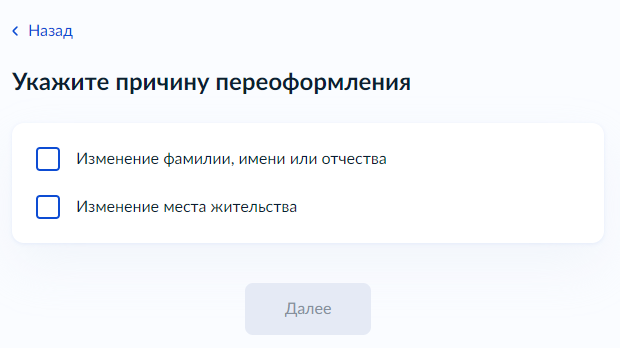 Назад
Укажите причину переоформления
Изменение фамилии, имени или отчества
Изменение места жительства
Далее